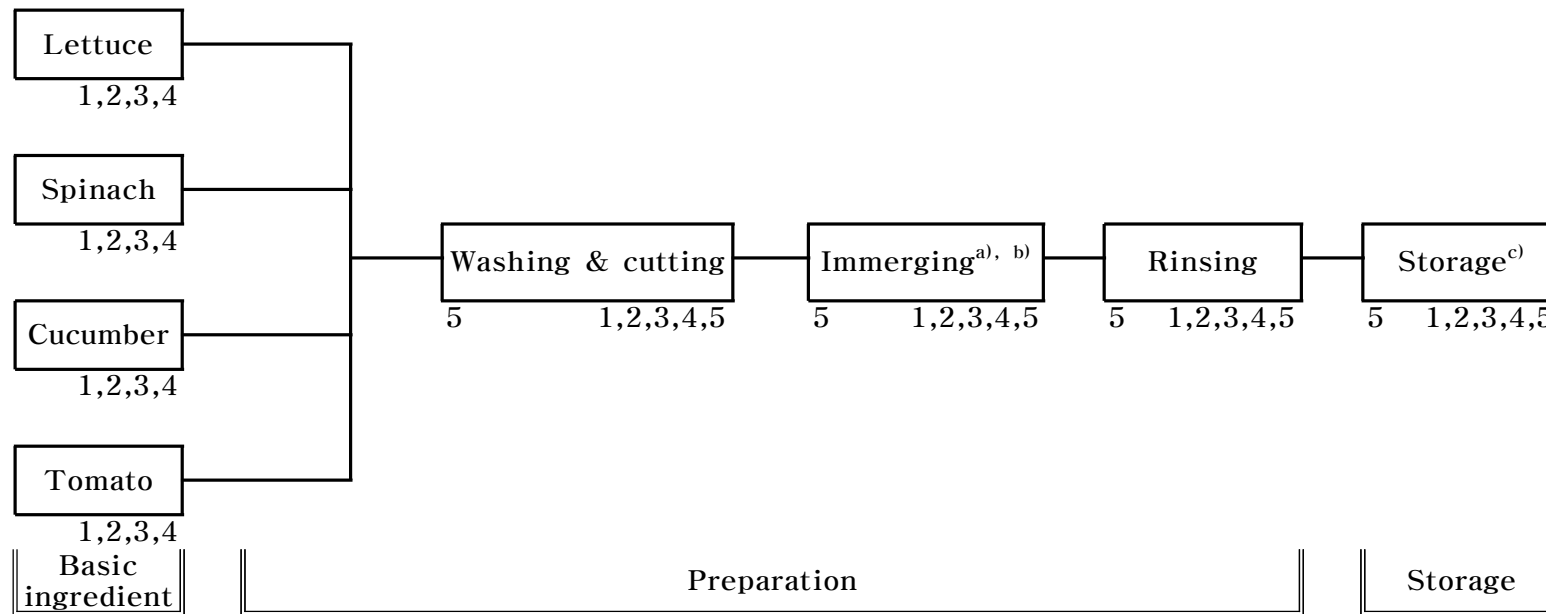 Lettuce
1,2,3,4
Spinach
1,2,3,4
Cucumber
1,2,3,4
Tomato
1,2,3,4
Washing & cutting
5 1,2,3,4,5
Immerging a), b)
5 1,2,3,4,5
Rinsing
5 1,2,3,4,5
Storage c)
5 1,2,3,4,5
Basic
ingredient
Preparation
Storage